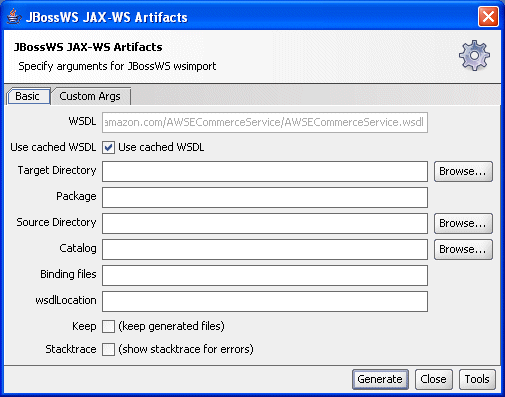 JBossWS JAX-WS Artifacts
JBossWS JAX-WS Artifacts
Specify arguments for JBossWS wsimport
Basic Custom Args
WSDL amazon.com/AWSECommerceService/AWSECommerceService.wsdl
Use cached WSDL Use cached WSDL
Target Directory Browse...
Package
Source Directory Browse...
Catalog Browse...
Binding files
wsdlLocation
Keep (keep generated files)
Stacktrace (show stacktrace for errors)
Generate Close Tools